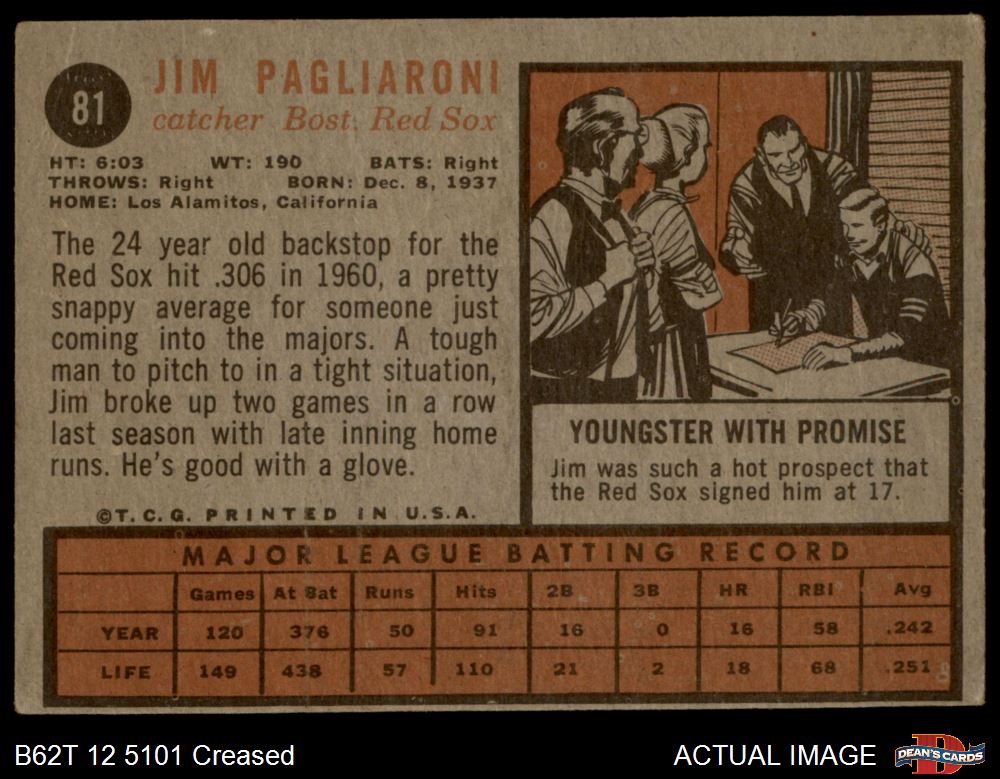 81
JIM PAGLIARONI
catcher Bost. Red Sox
HT: 6:03 WT: 190 BATS: Right
THROWS: Right BORN: Dec. 8, 1937
HOME: Los Alamitos, California
The 24 year old backstop for the
Red Sox hit .306 in 1960, a pretty
snappy average for someone just
coming into the majors. A tough
man to pitch to in a tight situation,
Jim broke up two games in a row
last season with late inning home
runs. He's good with a glove.
©T.C.G. PRINTED IN U.S.A.
YOUNGSTER WITH PROMISE
Jim was such a hot prospect that
the Red Sox signed him at 17.
MAJOR LEAGUE BATTING RECORD
Games At Bat Runs Hits 2B 3B HR RBI Avg
YEAR 120 376 50 91 16 0 16 58 .242
LIFE 149 438 57 110 21 2 18 68 .251
B62T 12 5101 Creased
ACTUAL IMAGE
DEAN'S CARDS